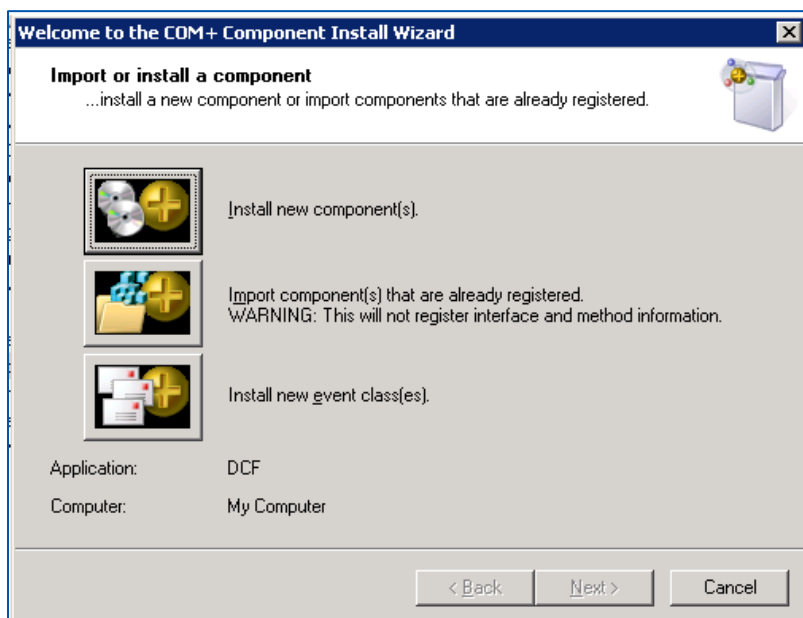 Welcome to the COM+ Component Install Wizard
Import or install a component
...install a new component or import components that are already registered.
Install new component(s).
Import component(s) that are already registered.
WARNING: This will not register interface and method information.
Install new event class(es).
Application: DCF
Computer: My Computer
< Back Next > Cancel